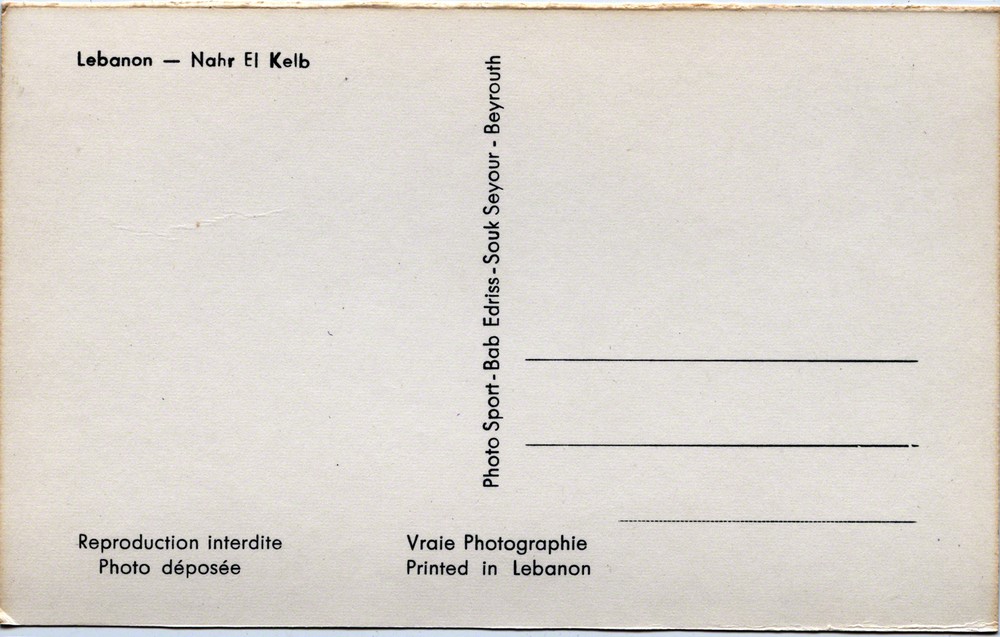 Lebanon — Nahr El Kelb
Photo Sport-Bab Edriss-Souk Seyour - Beyrouth
Reproduction interdite
Photo déposée
Vraie Photographie
Printed in Lebanon